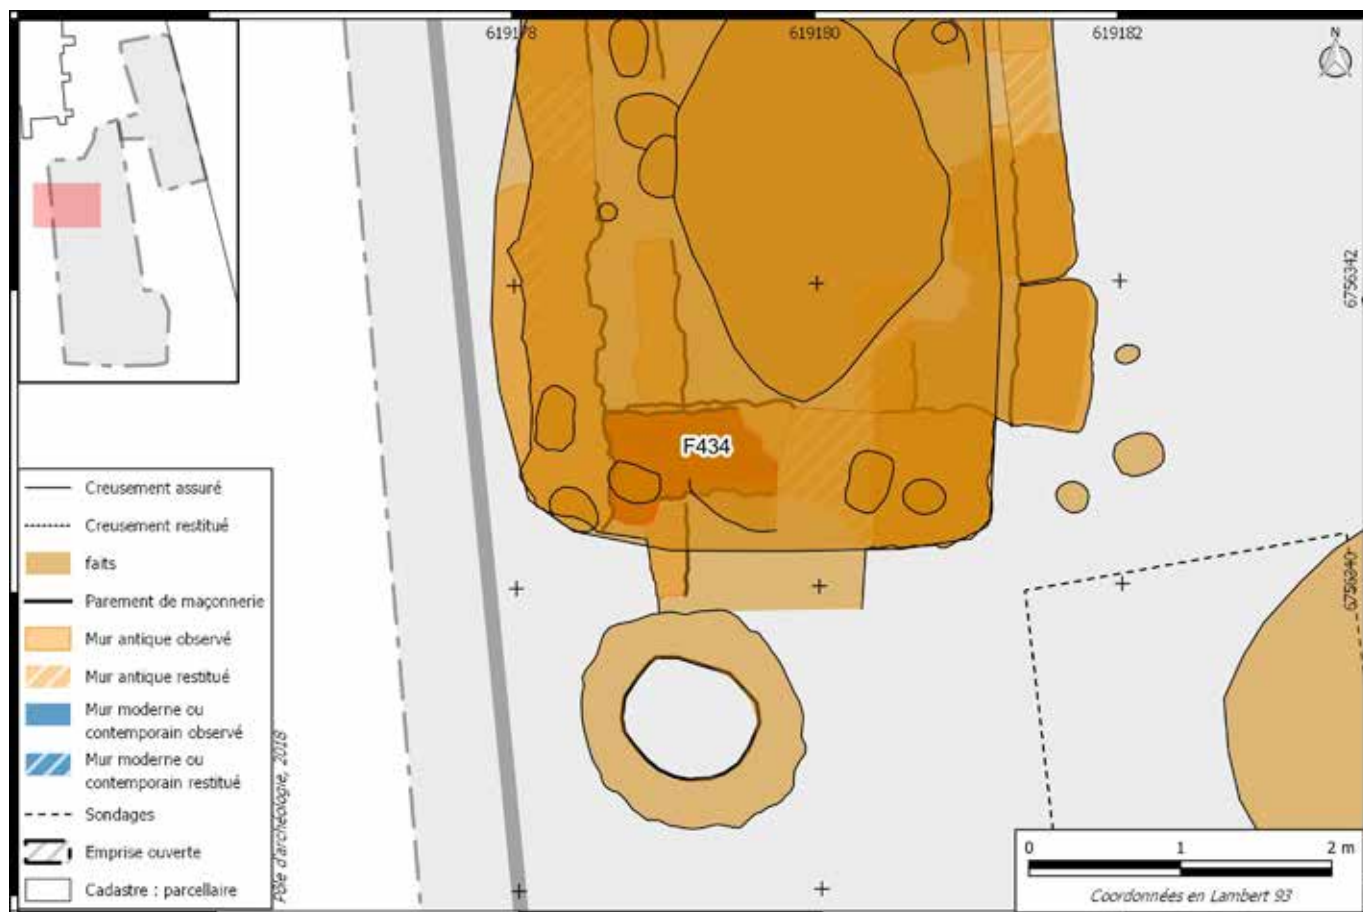 619178
619180
619182
N
6756342
F434
6756340
Creusement assuré
Creusement restitué
faits
Parement de maçonnerie
Mur antique observé
Mur antique restitué
Mur moderne ou
contemporain observé
Mur moderne ou
contemporain restitué
Sondages
Emprise ouverte
Cadastre : parcellaire
Pôle d'archéologie, 2018
0 1 2 m
Coordonnées en Lambert 93